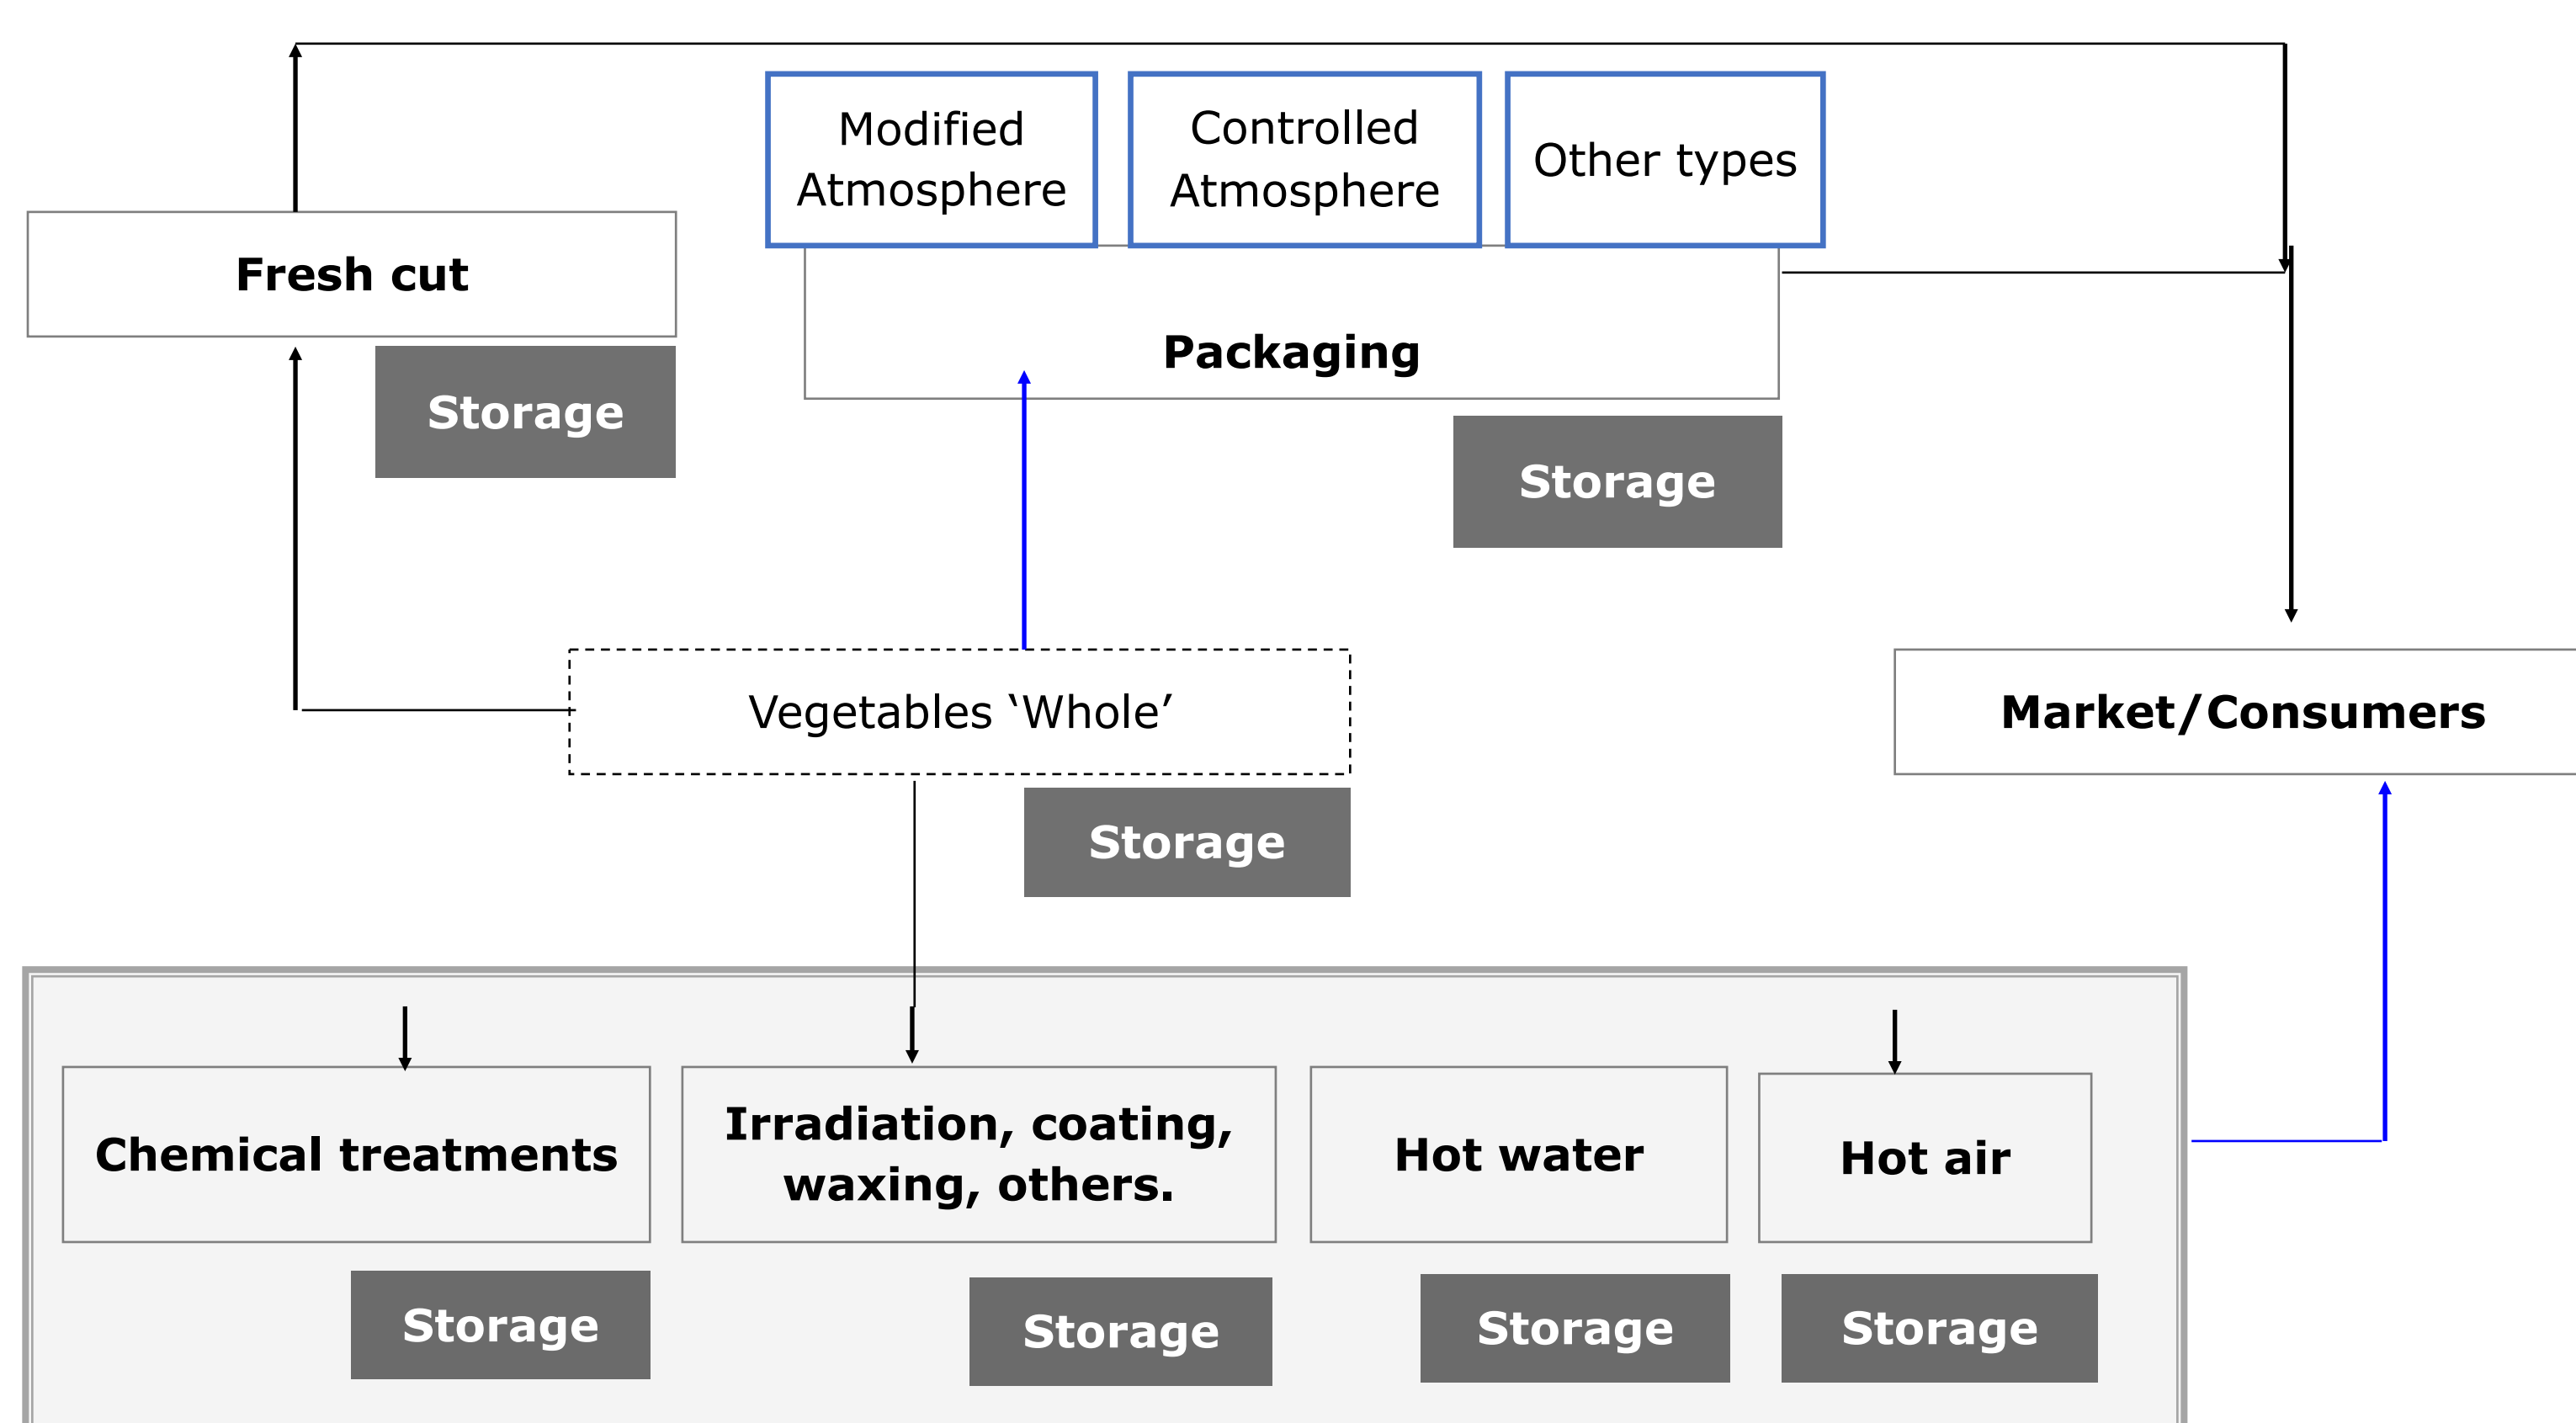 Modified
Atmosphere
Controlled
Atmosphere
Other types
Fresh cut
Packaging
Storage
Storage
Vegetables ‘Whole’
Market/Consumers
Storage
Chemical treatments
Irradiation, coating,
waxing, others.
Hot water
Hot air
Storage
Storage
Storage
Storage